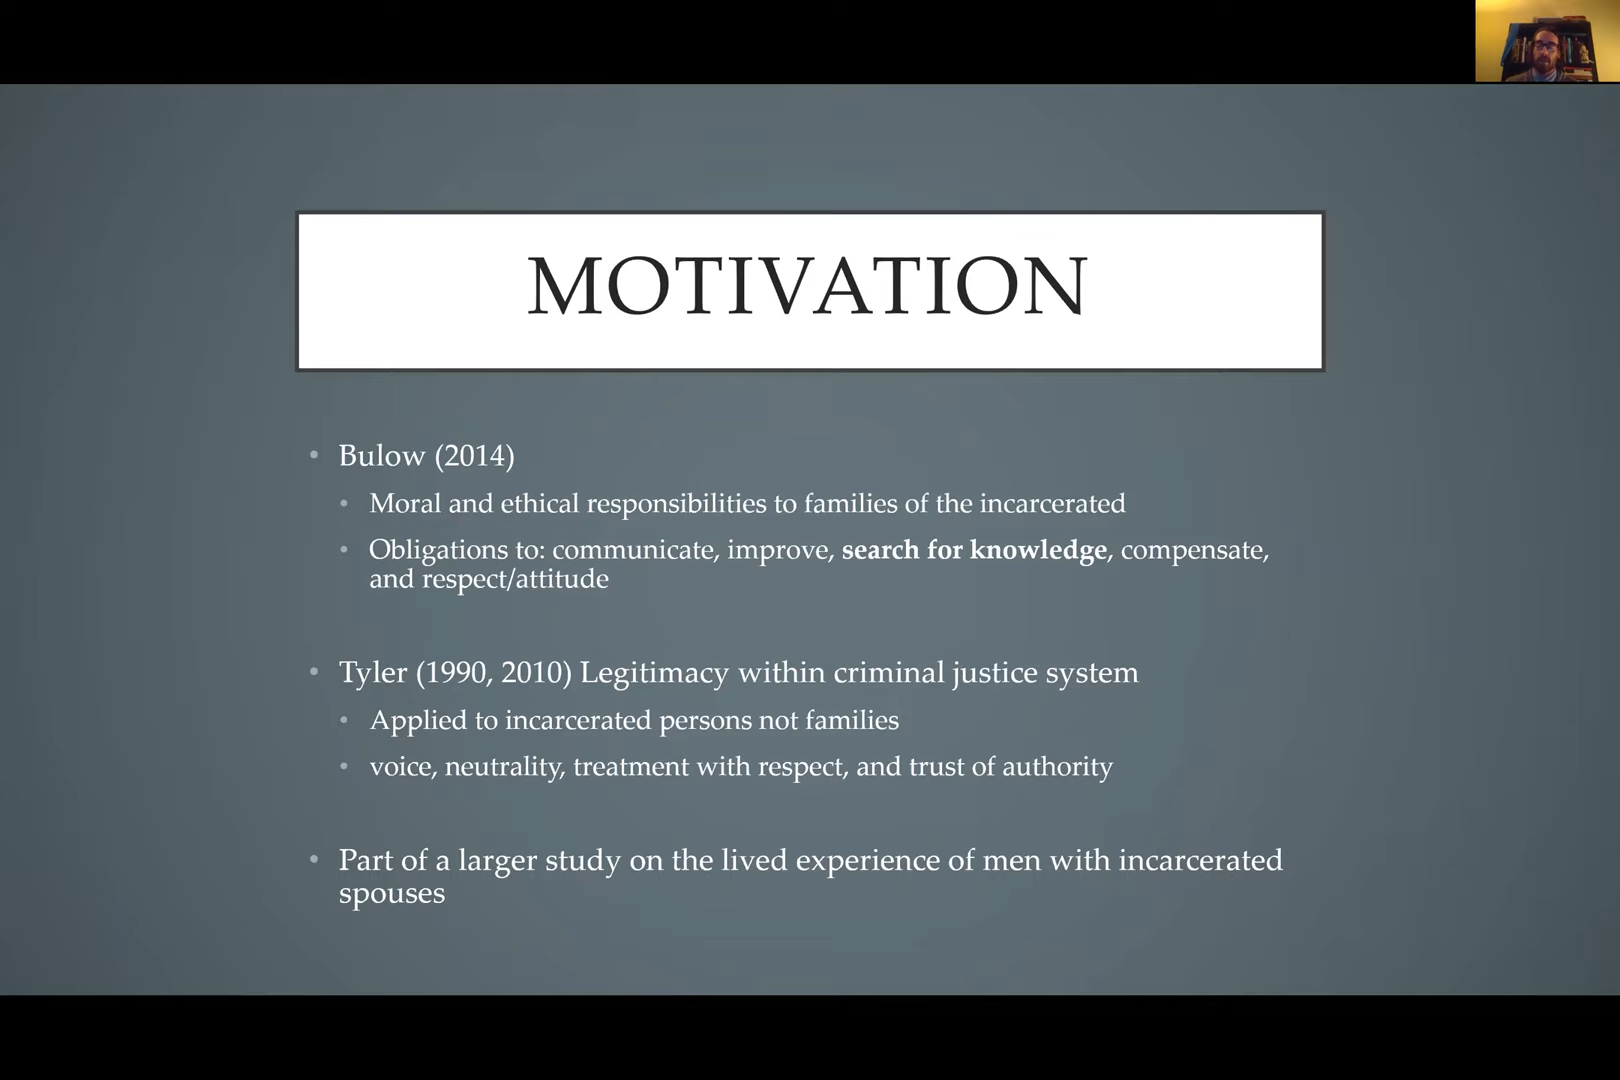 MOTIVATION
• Bulow (2014)
• Moral and ethical responsibilities to families of the incarcerated
• Obligations to: communicate, improve, search for knowledge, compensate,
and respect/attitude
• Tyler (1990, 2010) Legitimacy within criminal justice system
• Applied to incarcerated persons not families
• voice, neutrality, treatment with respect, and trust of authority
• Part of a larger study on the lived experience of men with incarcerated
spouses